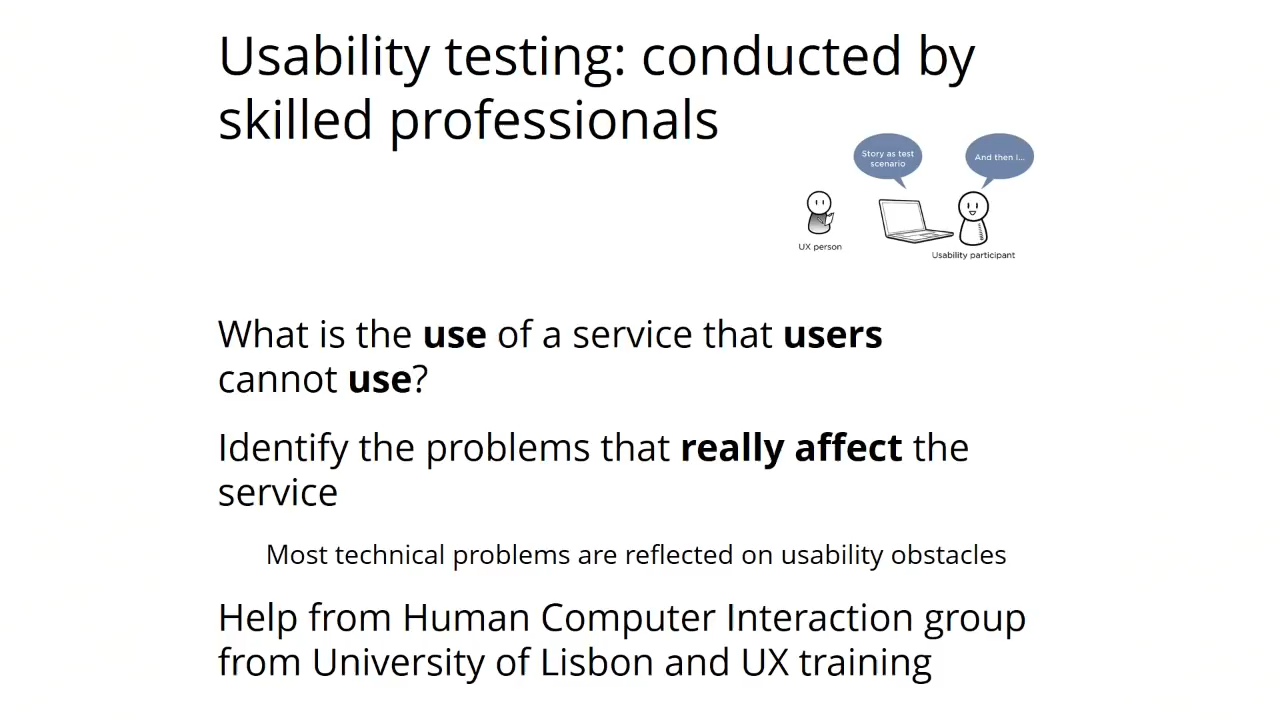 Usability testing: conducted by
skilled professionals
Story as test
scenario
And then I...
UX person
Usability participant
What is the use of a service that users
cannot use?
Identify the problems that really affect the
service
Most technical problems are reflected on usability obstacles
Help from Human Computer Interaction group
from University of Lisbon and UX training